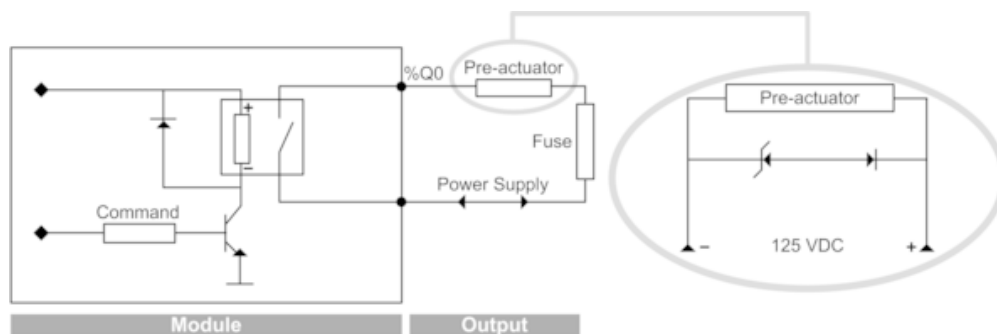 %Q0
Pre-actuator
Pre-actuator
+
Fuse
−
Power Supply
Command
− 125 VDC +
Module
Output